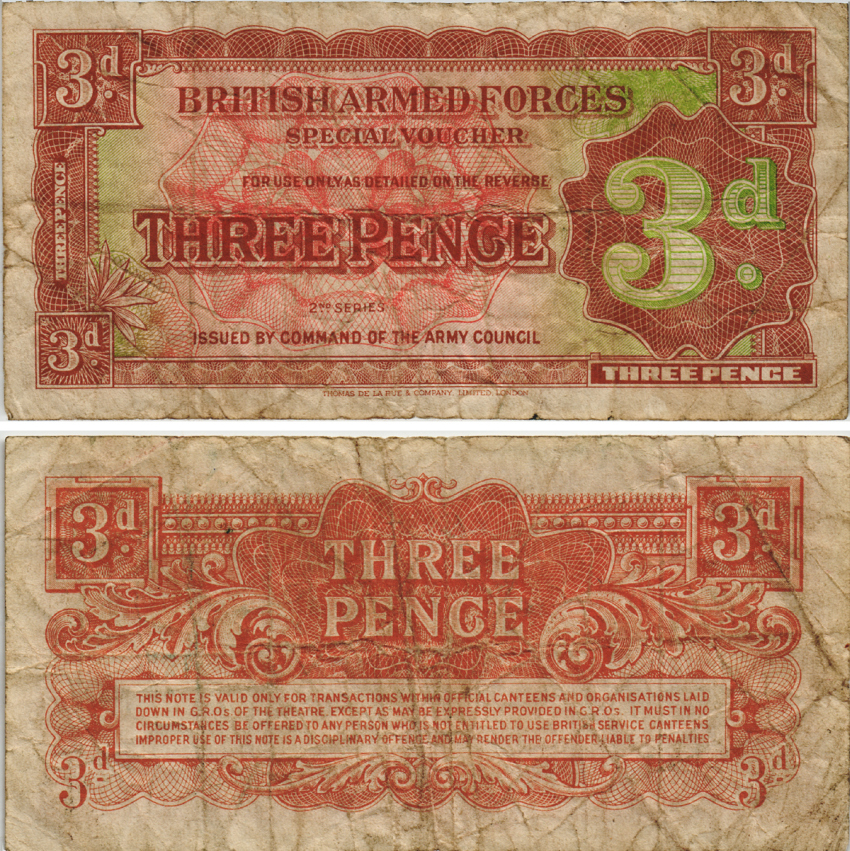 3d.
3d.
BRITISH ARMED FORCES
SPECIAL VOUCHER
FOR USE ONLY AS DETAILED ON THE REVERSE
THREE PENCE
THREE PENCE
3d.
2ND SERIES
ISSUED BY COMMAND OF THE ARMY COUNCIL
3d.
THREE PENCE
THOMAS DE LA RUE & COMPANY, LIMITED, LONDON
3d.
3d.
THREE
PENCE
THIS NOTE IS VALID ONLY FOR TRANSACTIONS WITHIN OFFICIAL CANTEENS AND ORGANISATIONS LAID
DOWN IN G.R.Os OF THE THEATRE, EXCEPT AS MAY BE EXPRESSLY PROVIDED IN G.R.Os. IT MUST IN NO
CIRCUMSTANCES BE OFFERED TO ANY PERSON WHO IS NOT ENTITLED TO USE BRITISH SERVICE CANTEENS
IMPROPER USE OF THIS NOTE IS A DISCIPLINARY OFFENCE AND MAY RENDER THE OFFENDER LIABLE TO PENALTIES
3d.
3d.